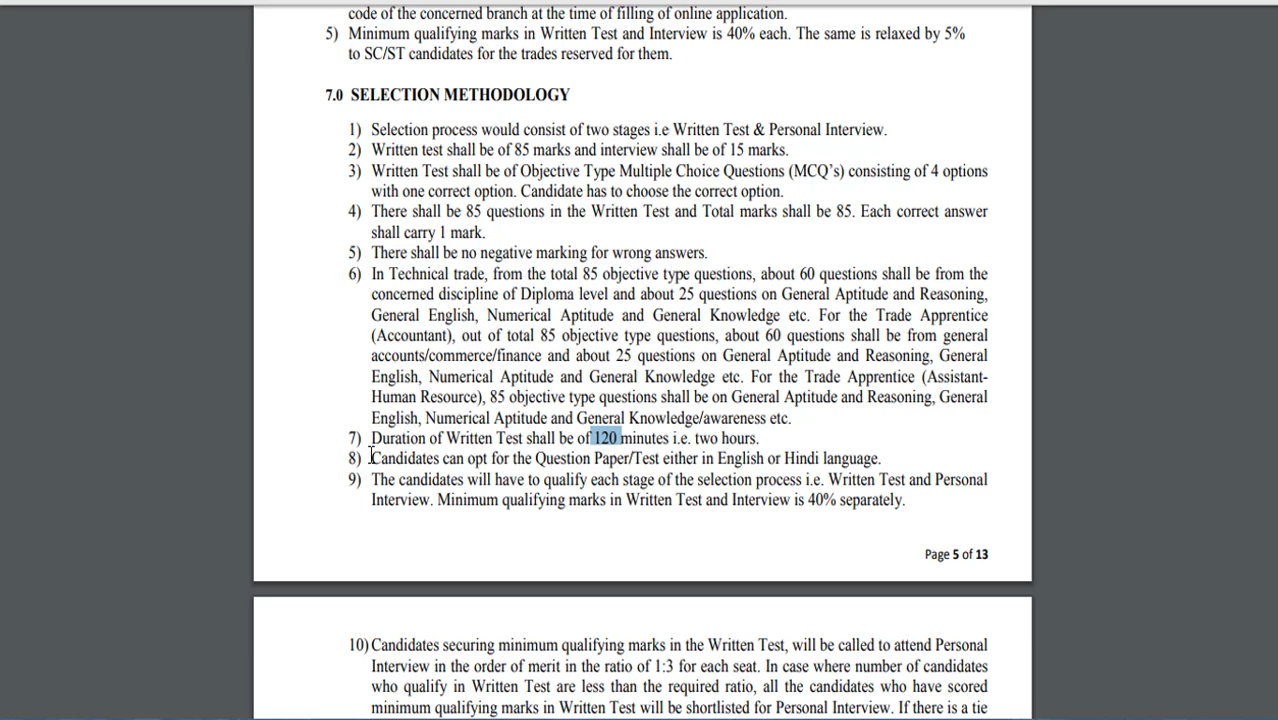 code of the concerned branch at the time of filling of online application.
5) Minimum qualifying marks in Written Test and Interview is 40% each. The same is relaxed by 5%
to SC/ST candidates for the trades reserved for them.
7.0 SELECTION METHODOLOGY
1) Selection process would consist of two stages i.e Written Test & Personal Interview.
2) Written test shall be of 85 marks and interview shall be of 15 marks.
3) Written Test shall be of Objective Type Multiple Choice Questions (MCQ's) consisting of 4 options
with one correct option. Candidate has to choose the correct option.
4) There shall be 85 questions in the Written Test and Total marks shall be 85. Each correct answer
shall carry 1 mark.
5) There shall be no negative marking for wrong answers.
6) In Technical trade, from the total 85 objective type questions, about 60 questions shall be from the
concerned discipline of Diploma level and about 25 questions on General Aptitude and Reasoning,
General English, Numerical Aptitude and General Knowledge etc. For the Trade Apprentice
(Accountant), out of total 85 objective type questions, about 60 questions shall be from general
accounts/commerce/finance and about 25 questions on General Aptitude and Reasoning, General
English, Numerical Aptitude and General Knowledge etc. For the Trade Apprentice (Assistant-
Human Resource), 85 objective type questions shall be on General Aptitude and Reasoning, General
English, Numerical Aptitude and General Knowledge/awareness etc.
7) Duration of Written Test shall be of 120 minutes i.e. two hours.
8) Candidates can opt for the Question Paper/Test either in English or Hindi language.
9) The candidates will have to qualify each stage of the selection process i.e. Written Test and Personal
Interview. Minimum qualifying marks in Written Test and Interview is 40% separately.
Page 5 of 13
10) Candidates securing minimum qualifying marks in the Written Test, will be called to attend Personal
Interview in the order of merit in the ratio of 1:3 for each seat. In case where number of candidates
who qualify in Written Test are less than the required ratio, all the candidates who have scored
minimum qualifying marks in Written Test will be shortlisted for Personal Interview. If there is a tie